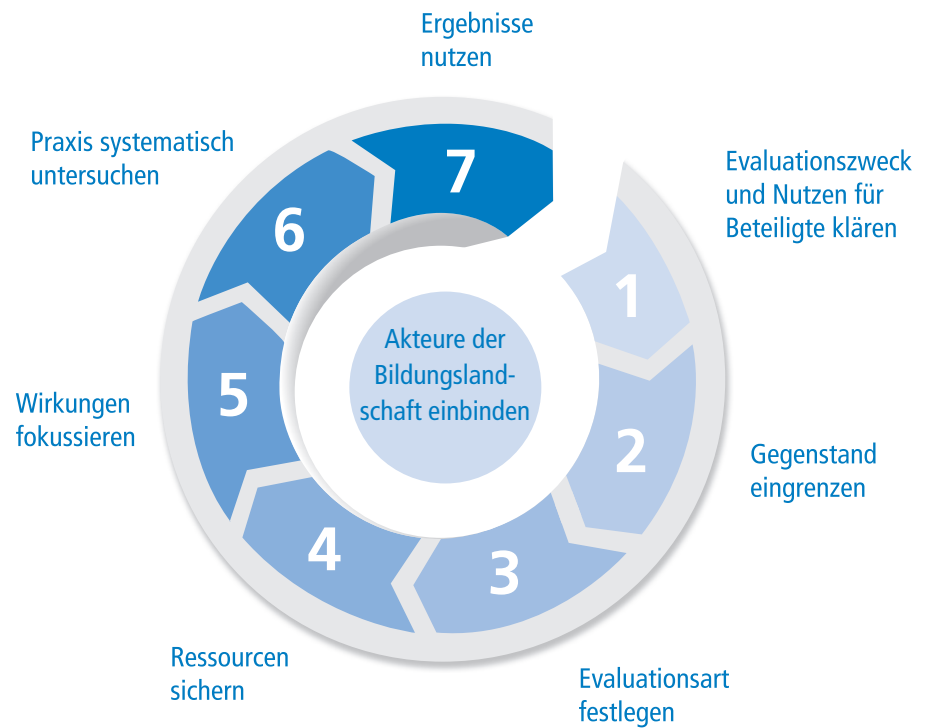 Ergebnisse
nutzen
7
Evaluationszweck
und Nutzen für
Beteiligte klären
1
Gegenstand
eingrenzen
2
Evaluationsart
festlegen
3
Ressourcen
sichern
4
Wirkungen
fokussieren
5
Praxis systematisch
untersuchen
6
Akteure der
Bildungsland-
schaft einbinden